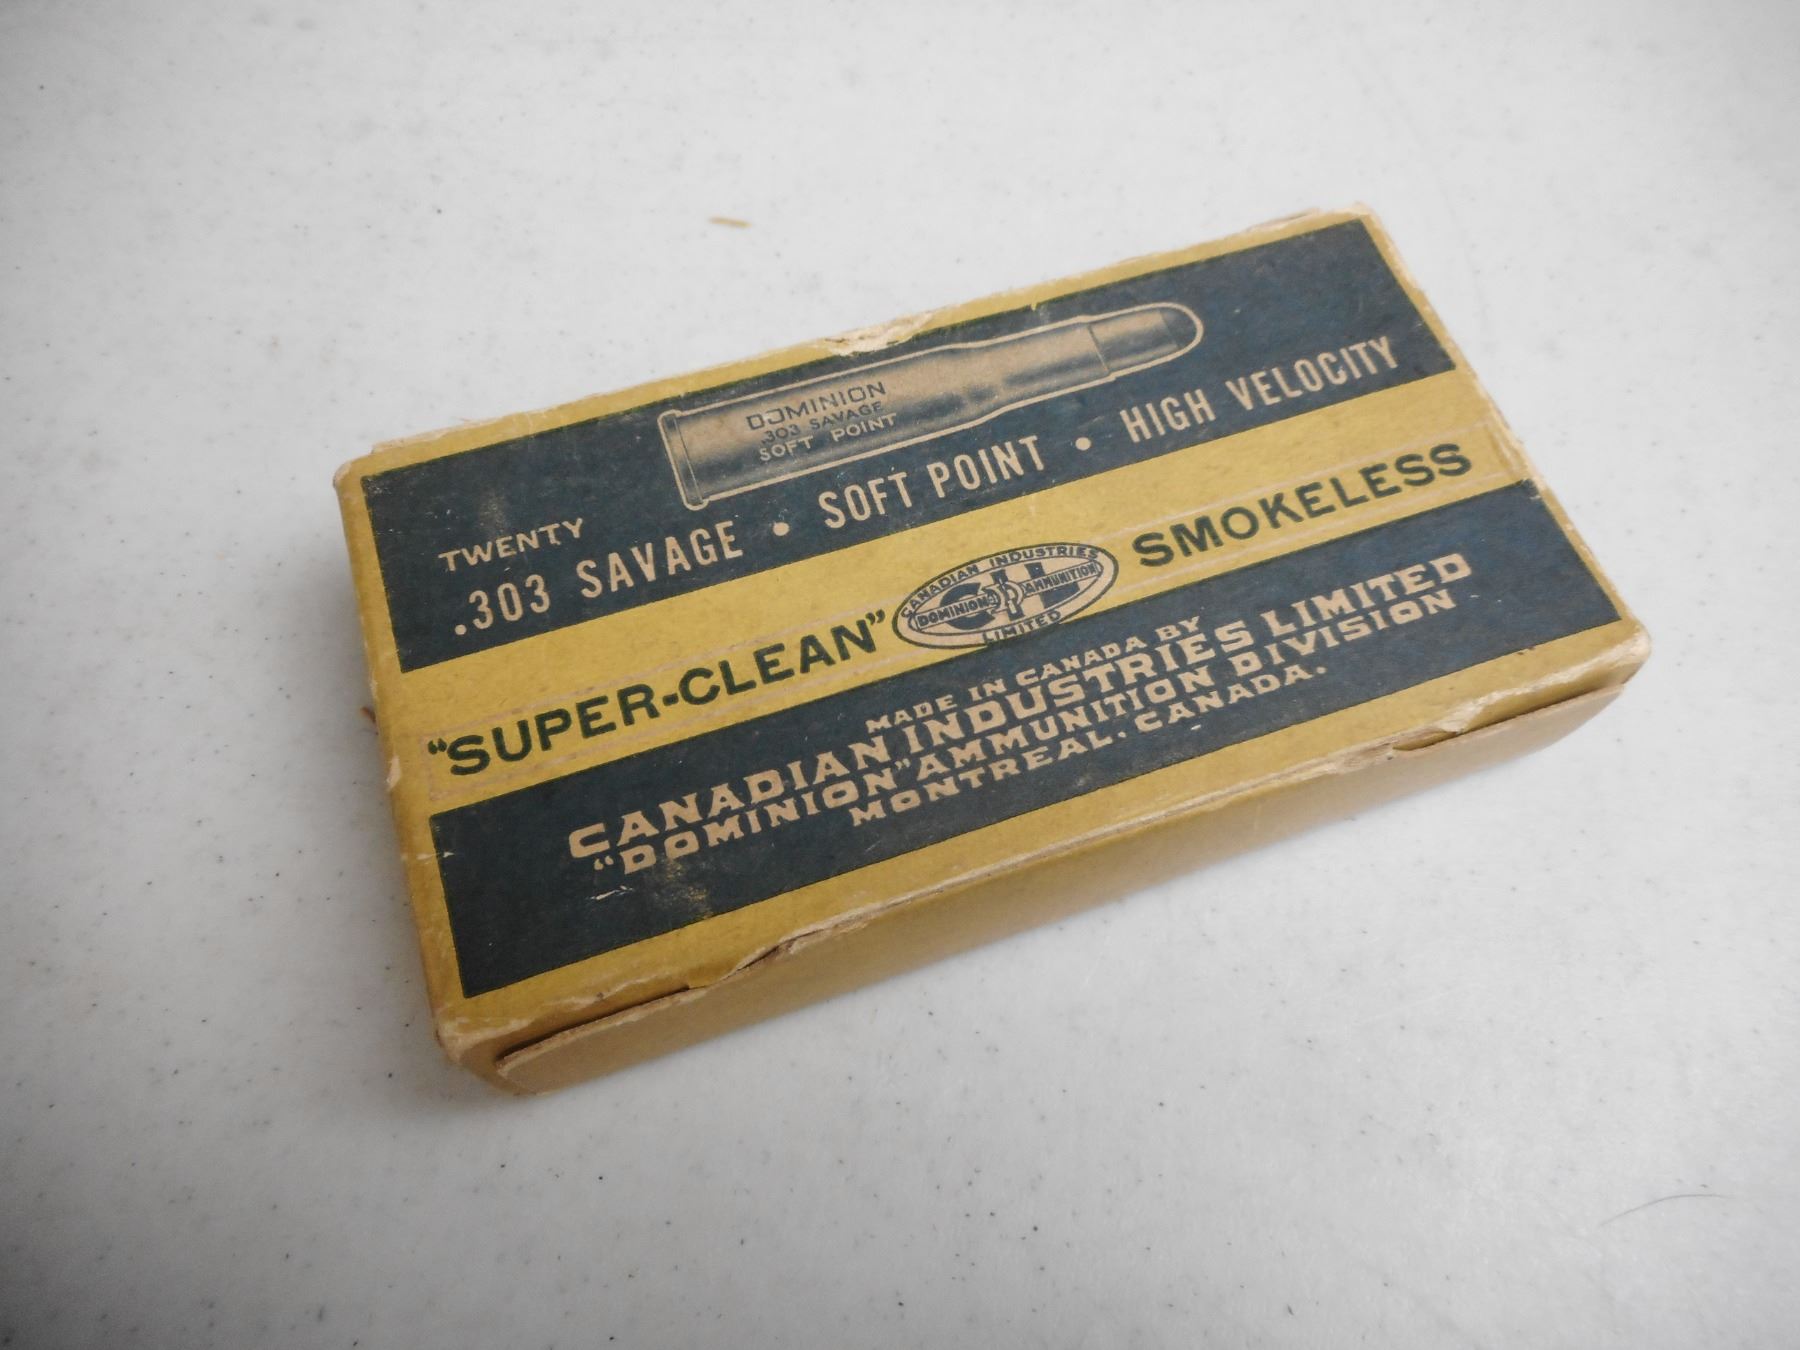 DOMINION
.303 SAVAGE
SOFT POINT
TWENTY
.303 SAVAGE • SOFT POINT • HIGH VELOCITY
"SUPER-CLEAN" SMOKELESS
CANADIAN INDUSTRIES
CIL
DOMINION AMMUNITION
LIMITED
MADE IN CANADA BY
CANADIAN INDUSTRIES LIMITED
"DOMINION" AMMUNITION DIVISION
MONTREAL. CANADA.